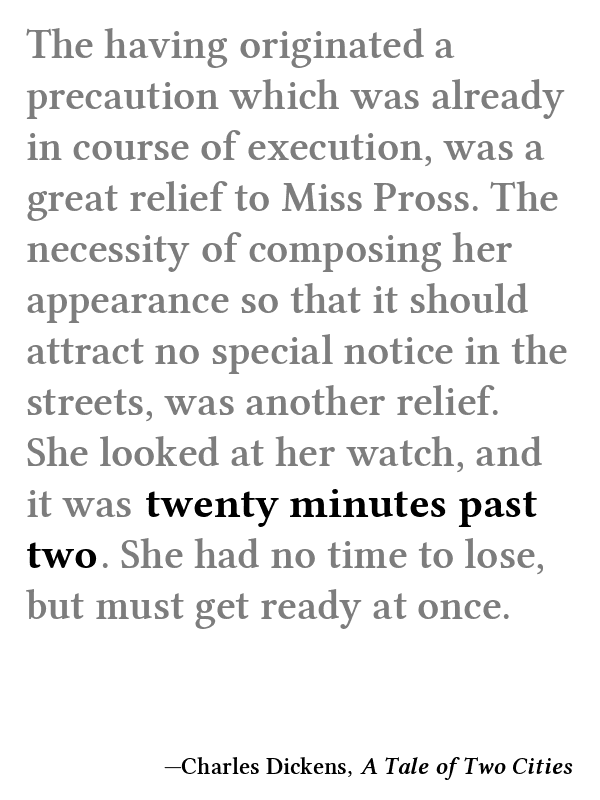 The having originated a
precaution which was already
in course of execution, was a
great relief to Miss Pross. The
necessity of composing her
appearance so that it should
attract no special notice in the
streets, was another relief.
She looked at her watch, and
it was twenty minutes past
two. She had no time to lose,
but must get ready at once.
—Charles Dickens, A Tale of Two Cities